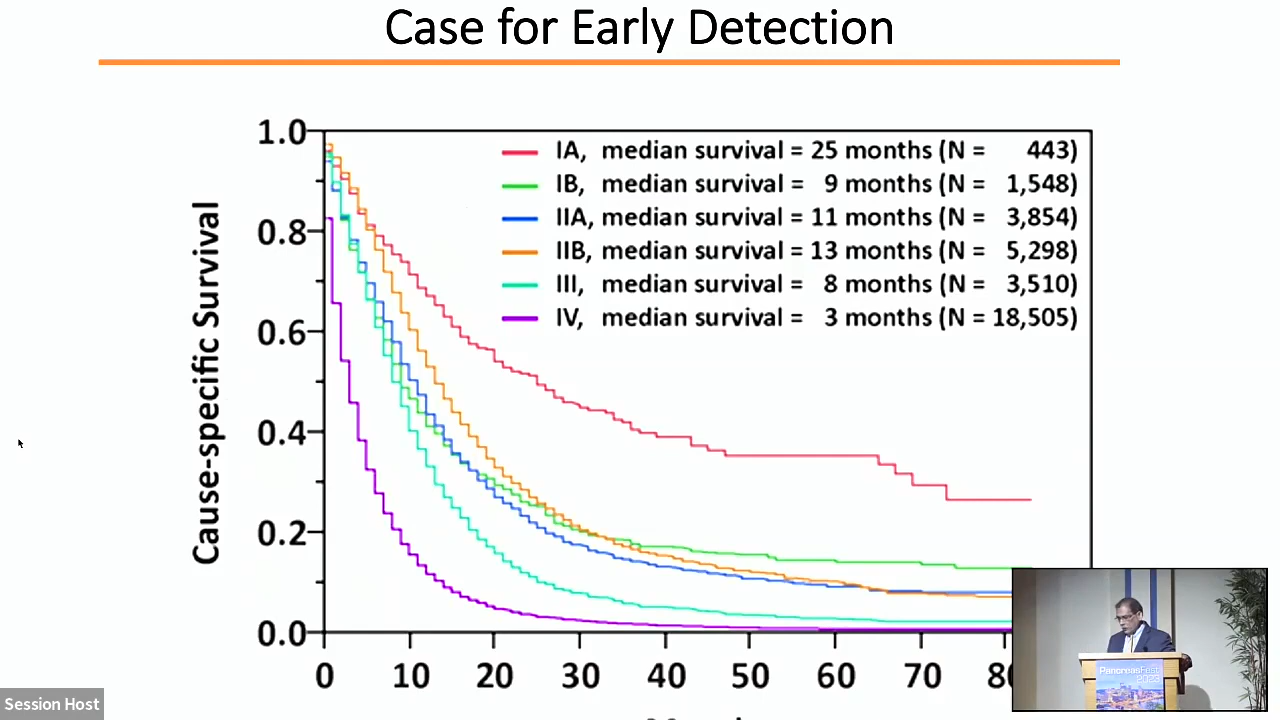 Case for Early Detection
Cause-specific Survival
1.0
0.8
0.6
0.4
0.2
0.0
IA, median survival = 25 months (N = 443)
IB, median survival = 9 months (N = 1,548)
IIA, median survival = 11 months (N = 3,854)
IIB, median survival = 13 months (N = 5,298)
III, median survival = 8 months (N = 3,510)
IV, median survival = 3 months (N = 18,505)
0 10 20 30 40 50 60 70
PancreasFest
Session Host